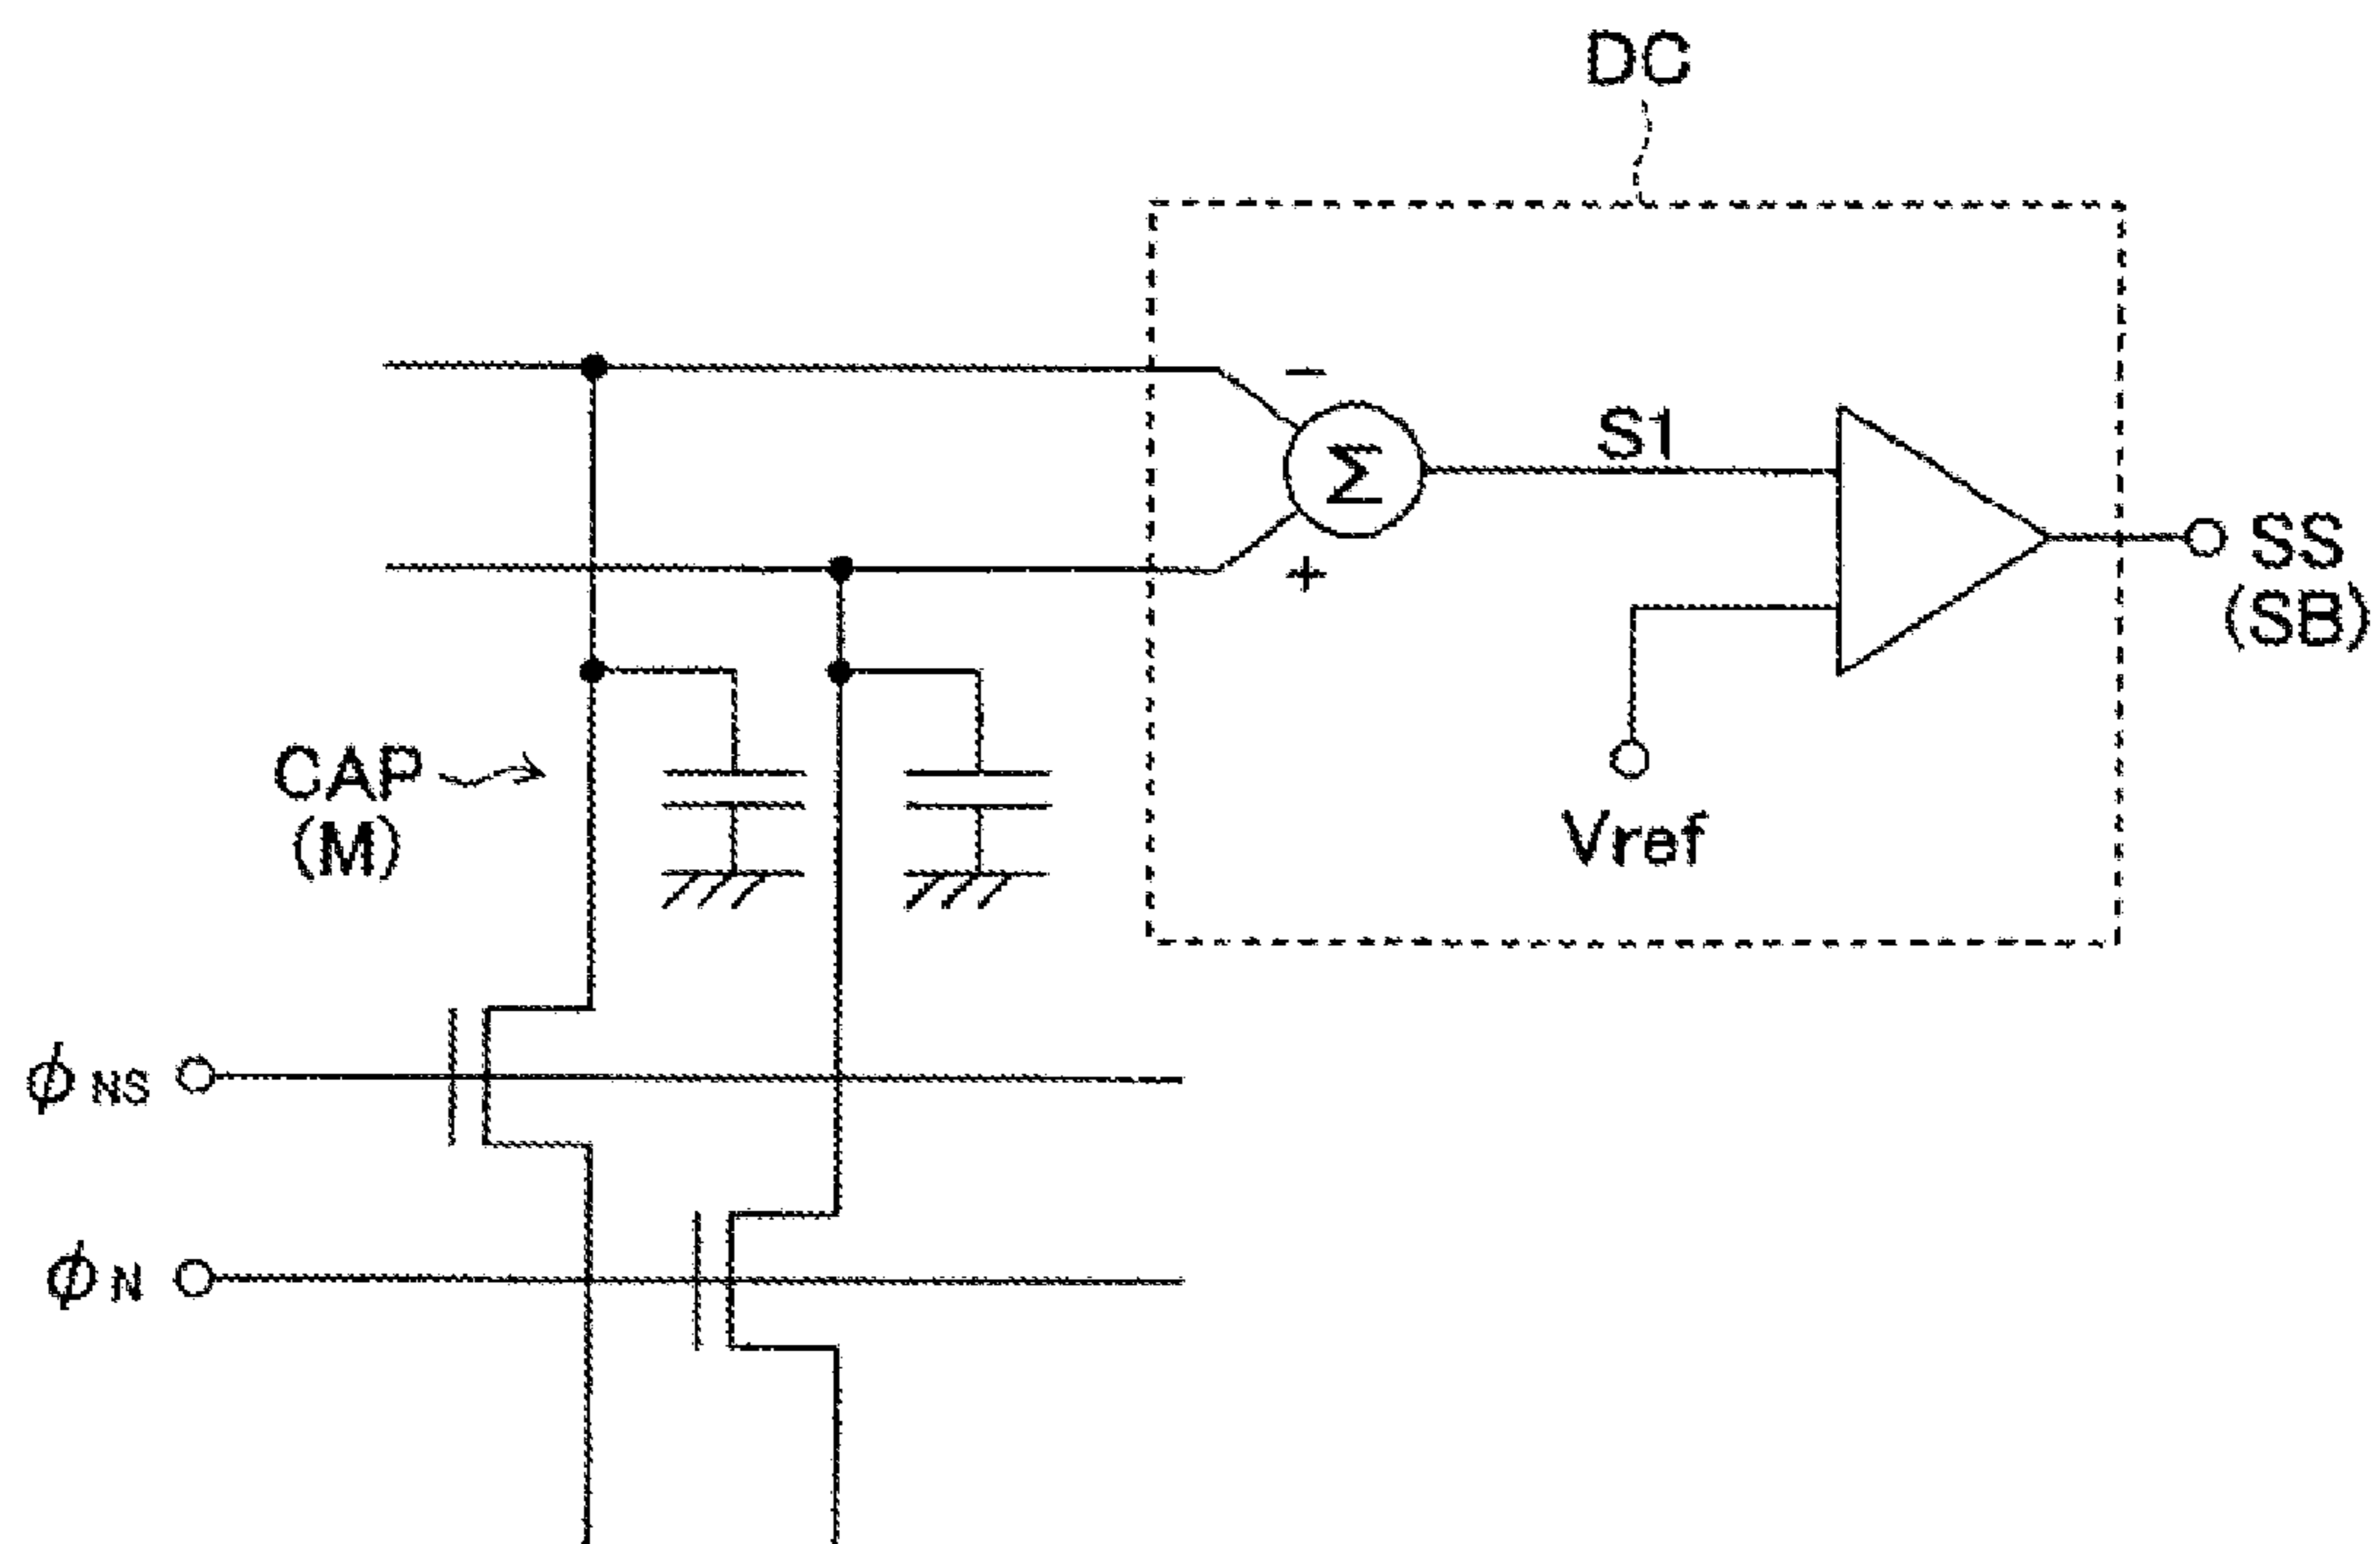 DC
−
Σ
S1
+
SS
(SB)
CAP
(M)
Vref
ϕNS
ϕN